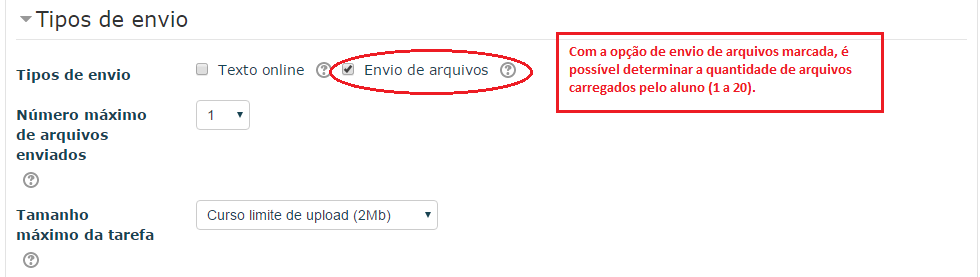 Tipos de envio
Tipos de envio
Texto online
Envio de arquivos
Com a opção de envio de arquivos marcada, é
possível determinar a quantidade de arquivos
carregados pelo aluno (1 a 20).
Número máximo
de arquivos
enviados
1
Tamanho
máximo da tarefa
Curso limite de upload (2Mb)